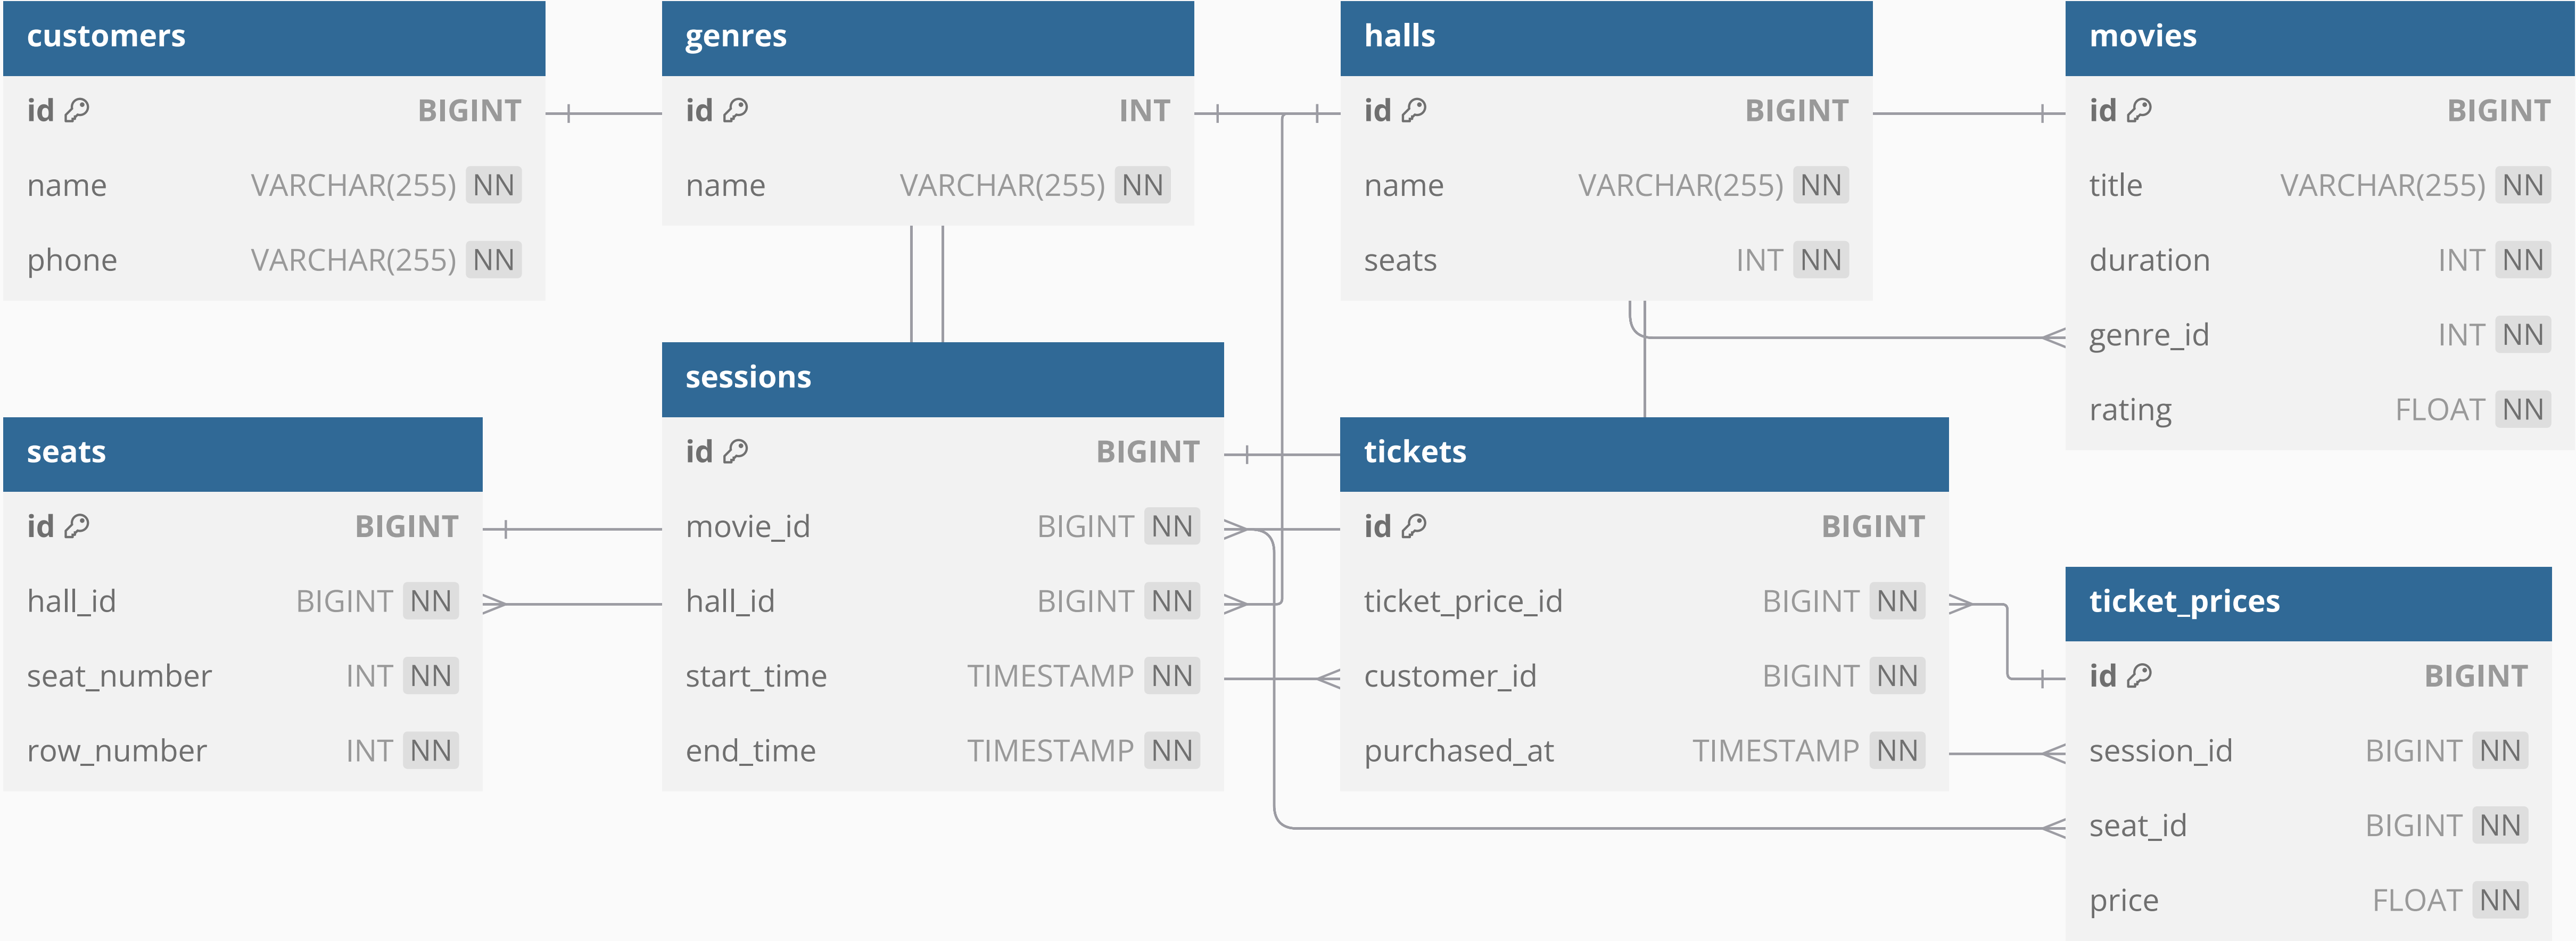 customers
id BIGINT
name VARCHAR(255) NN
phone VARCHAR(255) NN
genres
id INT
name VARCHAR(255) NN
halls
id BIGINT
name VARCHAR(255) NN
seats INT NN
movies
id BIGINT
title VARCHAR(255) NN
duration INT NN
genre_id INT NN
rating FLOAT NN
seats
id BIGINT
hall_id BIGINT NN
seat_number INT NN
row_number INT NN
sessions
id BIGINT
movie_id BIGINT NN
hall_id BIGINT NN
start_time TIMESTAMP NN
end_time TIMESTAMP NN
tickets
id BIGINT
ticket_price_id BIGINT NN
customer_id BIGINT NN
purchased_at TIMESTAMP NN
ticket_prices
id BIGINT
session_id BIGINT NN
seat_id BIGINT NN
price FLOAT NN